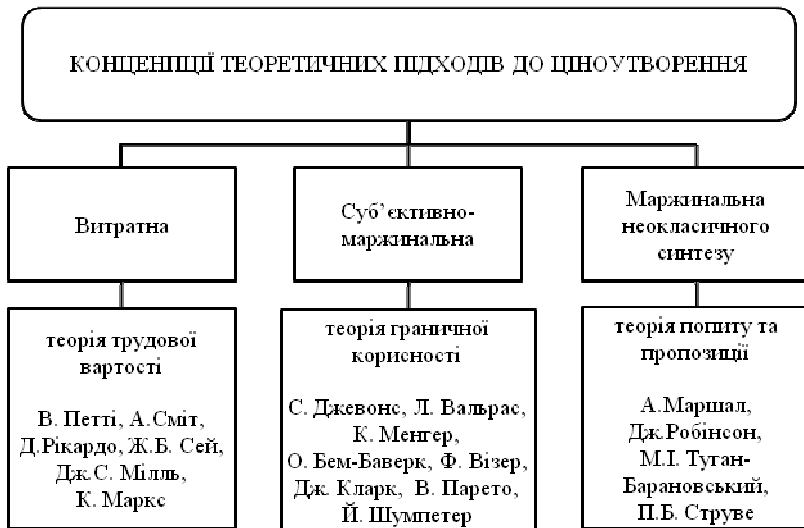 КОНЦЕПЦІЇ ТЕОРЕТИЧНИХ ПІДХОДІВ ДО ЦІНОУТВОРЕННЯ
Витратна
Суб’єктивно-
маржинальна
Маржинальна
неокласичного
синтезу
теорія трудової
вартості
В. Петті, А.Сміт,
Д.Рікардо, Ж.Б. Сей,
Дж.С. Мілль,
К. Маркс
теорія граничної
корисності
С. Джевонс, Л. Вальрас,
К. Менгер,
О. Бем-Баверк, Ф. Візер,
Дж. Кларк, В. Парето,
Й. Шумпетер
теорія попиту та
пропозиції
А.Маршал,
Дж.Робінсон,
М.І. Туган-
Барановський,
П.Б. Струве